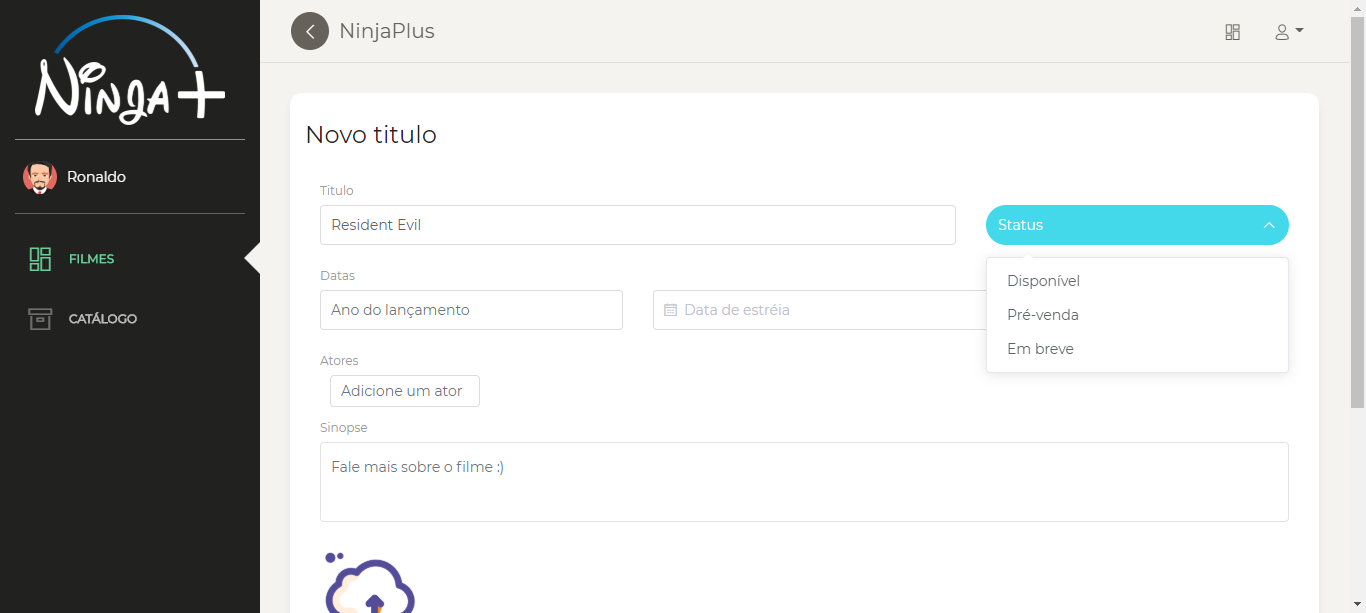 Ninja+
NinjaPlus
Ronaldo
FILMES
CATÁLOGO
Novo titulo
Titulo
Resident Evil
Status
Disponível
Pré-venda
Em breve
Datas
Ano do lançamento
Data de estréia
Atores
Adicione um ator
Sinopse
Fale mais sobre o filme :)